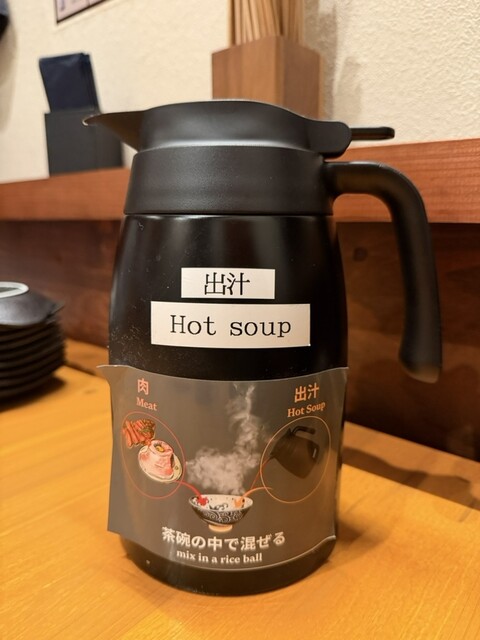 出汁
Hot soup
肉
Meat
出汁
Hot Soup
茶碗の中で混ぜる
mix in a rice ball